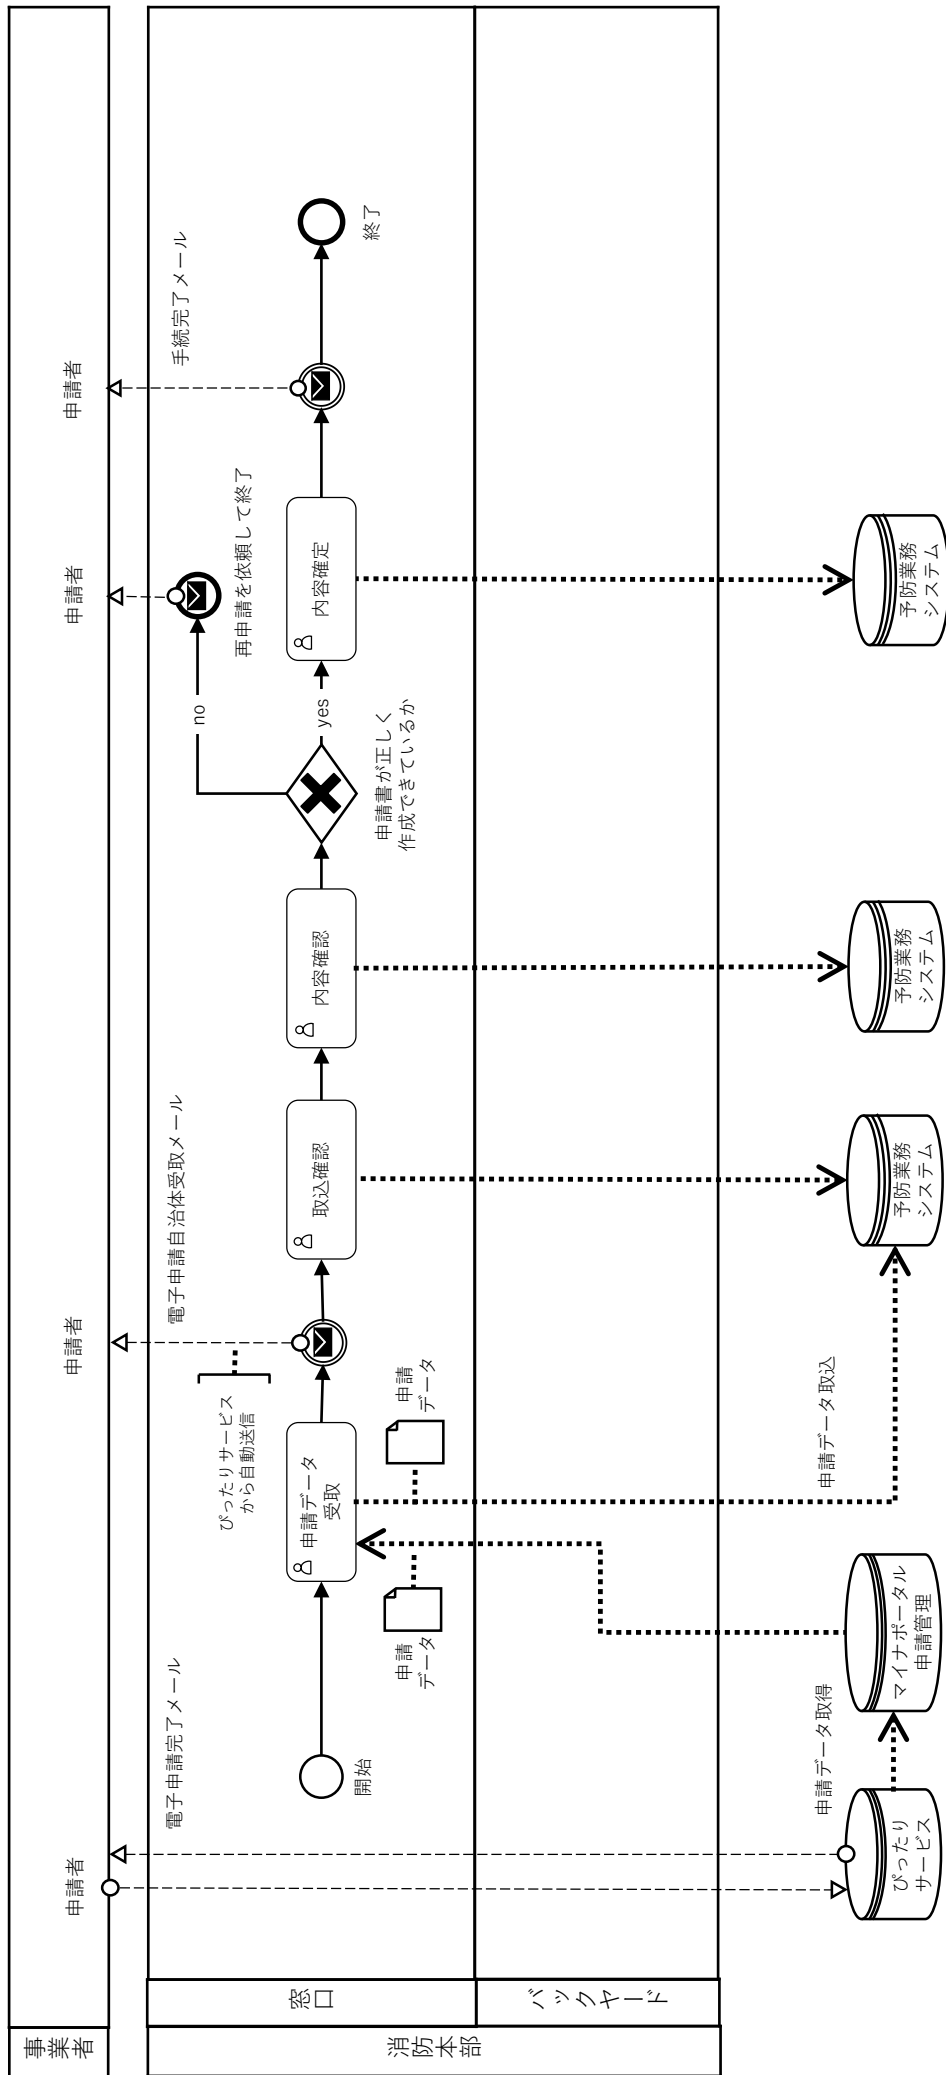 事業者
消防本部
窓口
バックヤード
申請者
電子申請完了メール
開始
ぴったり
サービス
申請データ取得
マイナポータル
申請管理
申請
データ
申請データ
受取
申請
データ
ぴったりサービス
から自動送信
申請データ取込
申請者
電子申請自治体受取メール
取込確認
予防業務
システム
内容確認
予防業務
システム
申請書が正しく
作成できているか
no
yes
申請者
再申請を依頼して終了
内容確定
予防業務
システム
申請者
手続完了メール
終了